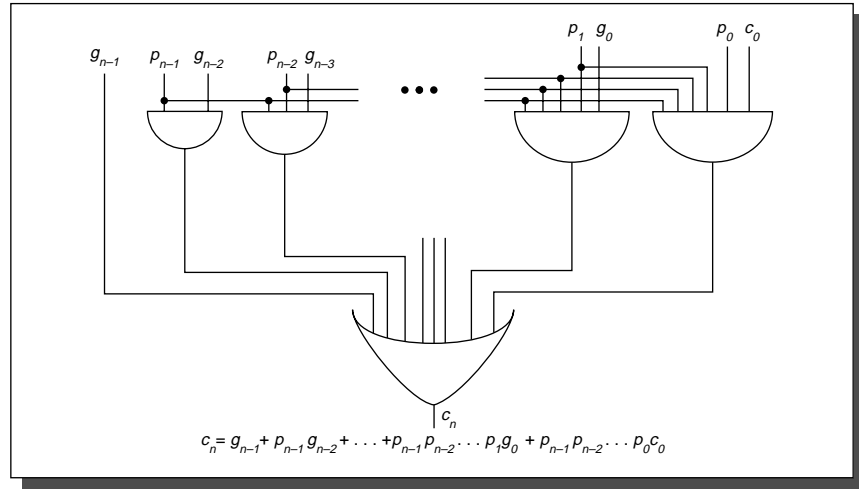 g_{n–1} p_{n–1} g_{n–2} p_{n–2} g_{n–3} p_1 g_0 p_0 c_0
c_n
c_n = g_{n–1} + p_{n–1} g_{n–2} + . . . + p_{n–1} p_{n–2} . . . p_1 g_0 + p_{n–1} p_{n–2} . . . p_0 c_0